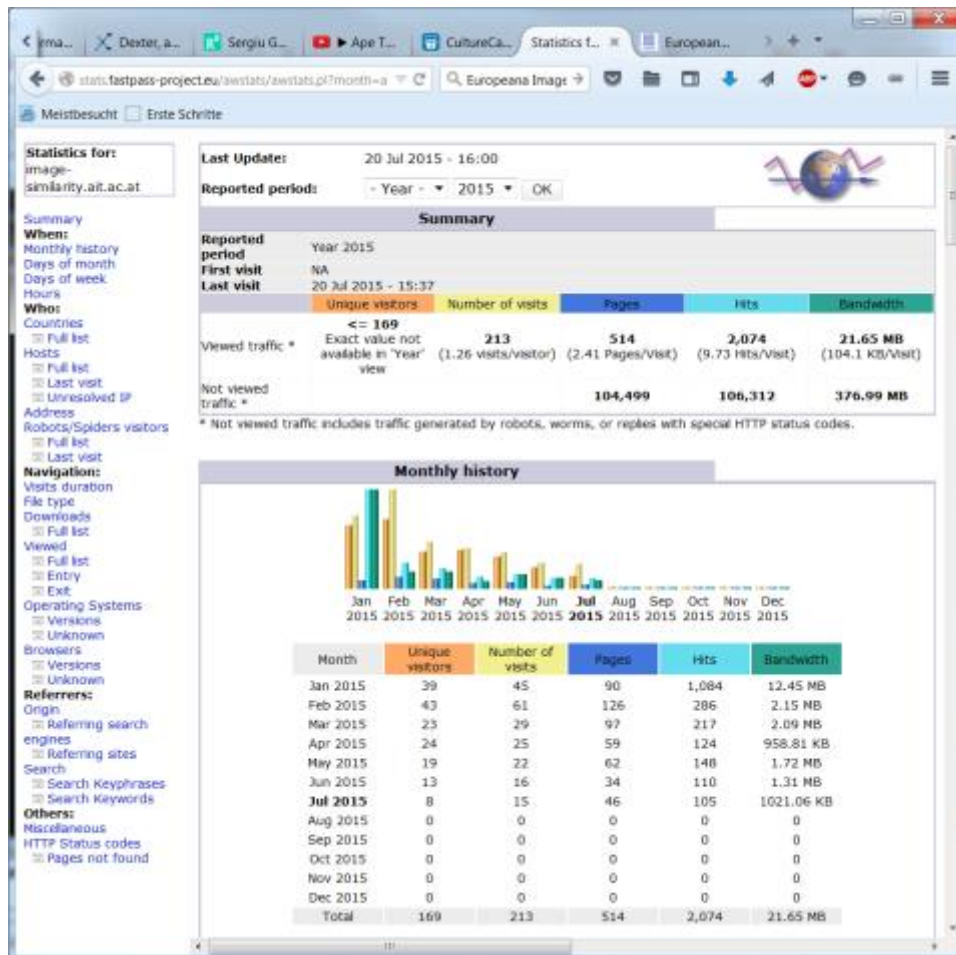 Dexter, a...
Sergiu G...
Ape T...
CultureCa...
Statistics f...
European...
stats.fastpass-project.eu/awstats/awstats.pl?month=a
Europeana Image
Meistbesucht
Erste Schritte
Statistics for:
image-
similarity.ait.ac.at
Summary
When:
Monthly history
Days of month
Days of week
Hours
Who:
Countries
Full list
Hosts
Full list
Last visit
Unresolved IP
Address
Robots/Spiders visitors
Full list
Last visit
Navigation:
Visits duration
File type
Downloads
Full list
Viewed
Full list
Entry
Exit
Operating Systems
Versions
Unknown
Browsers
Versions
Unknown
Referrers:
Origin
Referring search
engines
Referring sites
Search
Search Keyphrases
Search Keywords
Others:
Miscellaneous
HTTP Status codes
Pages not found
Last Update: 20 Jul 2015 - 16:00
Reported period: - Year - 2015 OK
Summary
Reported
period Year 2015
First visit NA
Last visit 20 Jul 2015 - 15:37
Unique visitors Number of visits Pages Hits Bandwidth
Viewed traffic * <= 169
Exact value not
available in 'Year'
view 213
(1.26 visits/visitor) 514
(2.41 Pages/Visit) 2,074
(9.73 Hits/Visit) 21.65 MB
(104.1 KB/Visit)
Not viewed
traffic * 104,499 106,312 376.99 MB
* Not viewed traffic includes traffic generated by robots, worms, or replies with special HTTP status codes.
Monthly history
Jan Feb Mar Apr May Jun Jul Aug Sep Oct Nov Dec
2015 2015 2015 2015 2015 2015 2015 2015 2015 2015 2015 2015
Month Unique visitors Number of visits Pages Hits Bandwidth
Jan 2015 39 45 90 1,084 12.45 MB
Feb 2015 43 61 126 286 2.15 MB
Mar 2015 23 29 97 217 2.09 MB
Apr 2015 24 25 59 124 958.81 KB
May 2015 19 22 62 148 1.72 MB
Jun 2015 13 16 34 110 1.31 MB
Jul 2015 8 15 46 105 1021.06 KB
Aug 2015 0 0 0 0 0
Sep 2015 0 0 0 0 0
Oct 2015 0 0 0 0 0
Nov 2015 0 0 0 0 0
Dec 2015 0 0 0 0 0
Total 169 213 514 2,074 21.65 MB